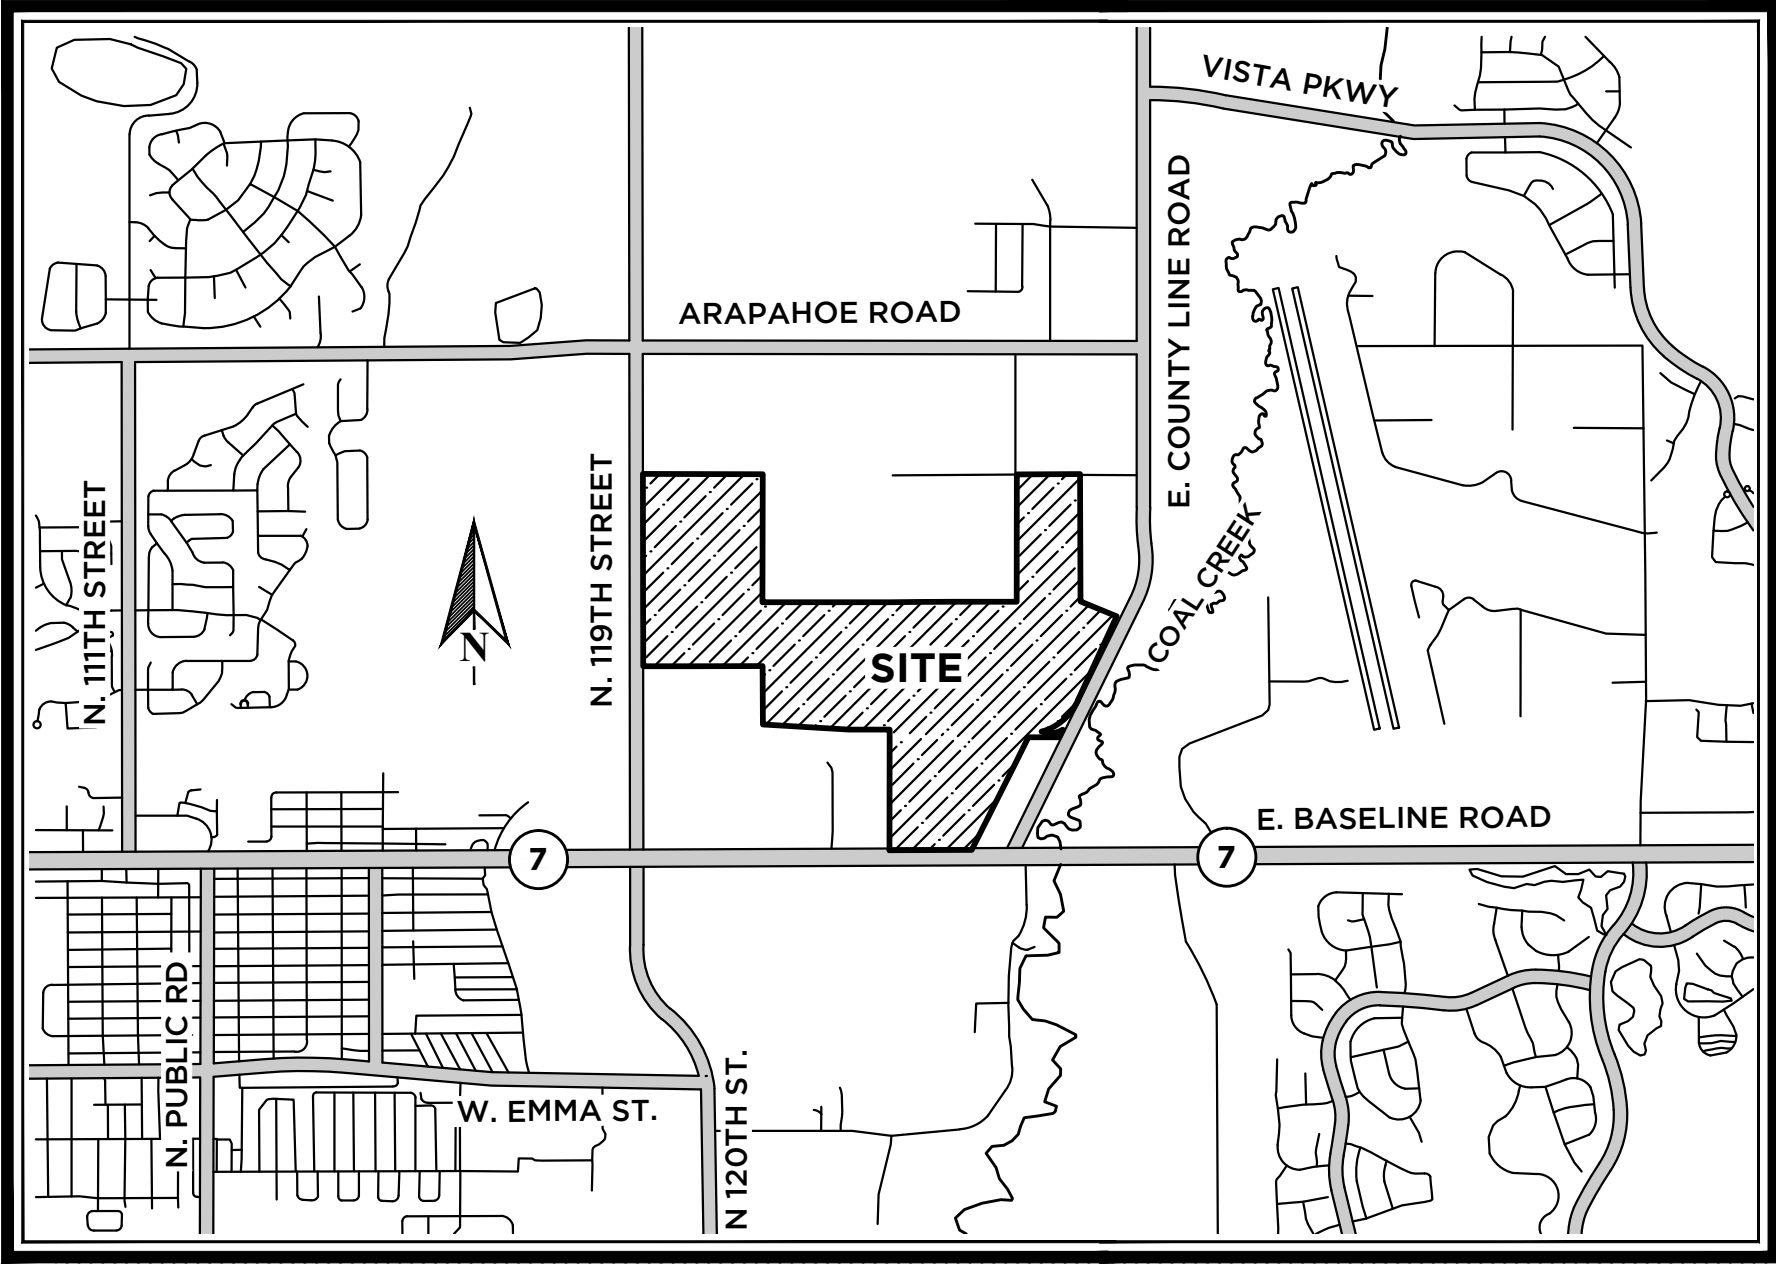 VISTA PKWY
E. COUNTY LINE ROAD
ARAPAHOE ROAD
N. 111TH STREET
N. 119TH STREET
COAL CREEK
N
SITE
E. BASELINE ROAD
7
7
N. PUBLIC RD
W. EMMA ST.
N 120TH ST.